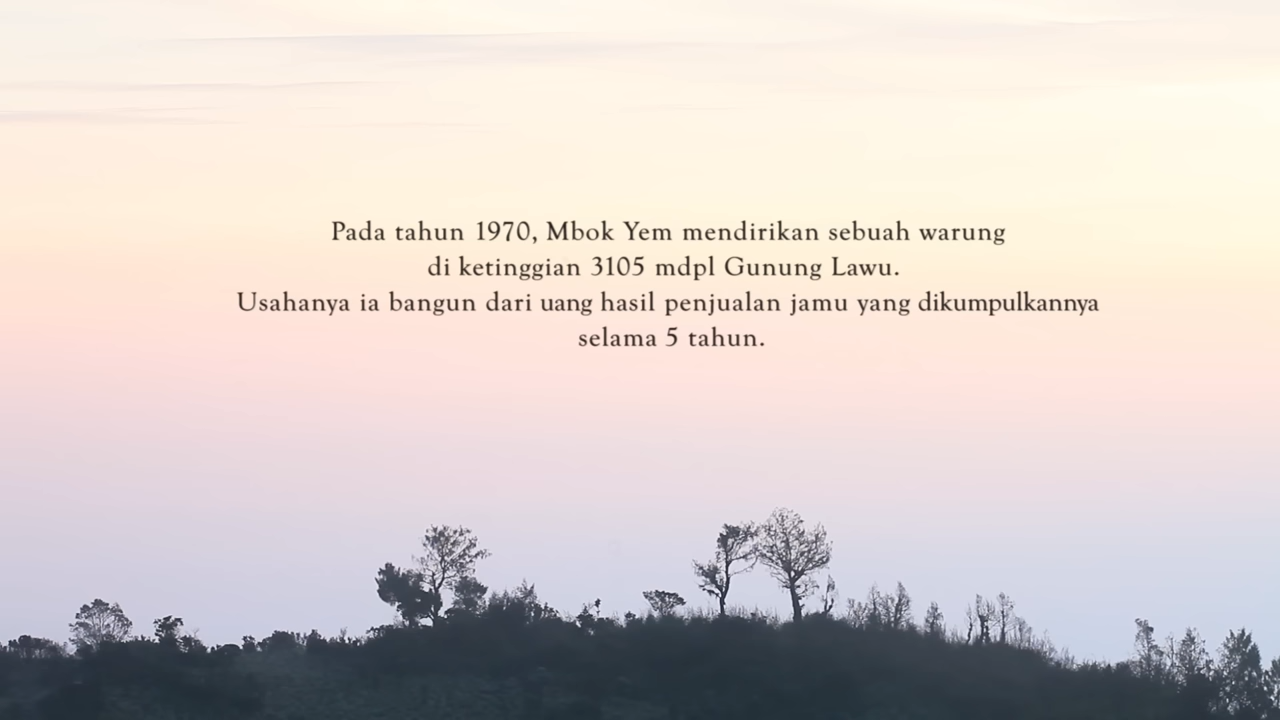 Pada tahun 1970, Mbok Yem mendirikan sebuah warung
di ketinggian 3105 mdpl Gunung Lawu.
Usahanya ia bangun dari uang hasil penjualan jamu yang dikumpulkannya
selama 5 tahun.